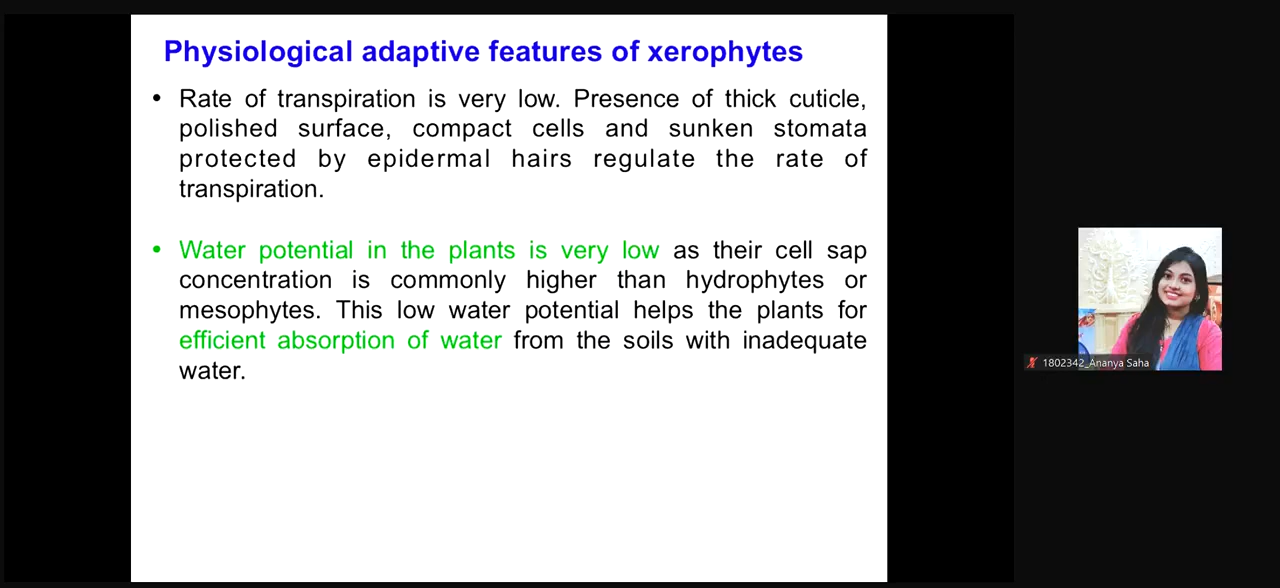 Physiological adaptive features of xerophytes
• Rate of transpiration is very low. Presence of thick cuticle,
polished surface, compact cells and sunken stomata
protected by epidermal hairs regulate the rate of
transpiration.
• Water potential in the plants is very low as their cell sap
concentration is commonly higher than hydrophytes or
mesophytes. This low water potential helps the plants for
efficient absorption of water from the soils with inadequate
water.
1802342_Ananya Saha